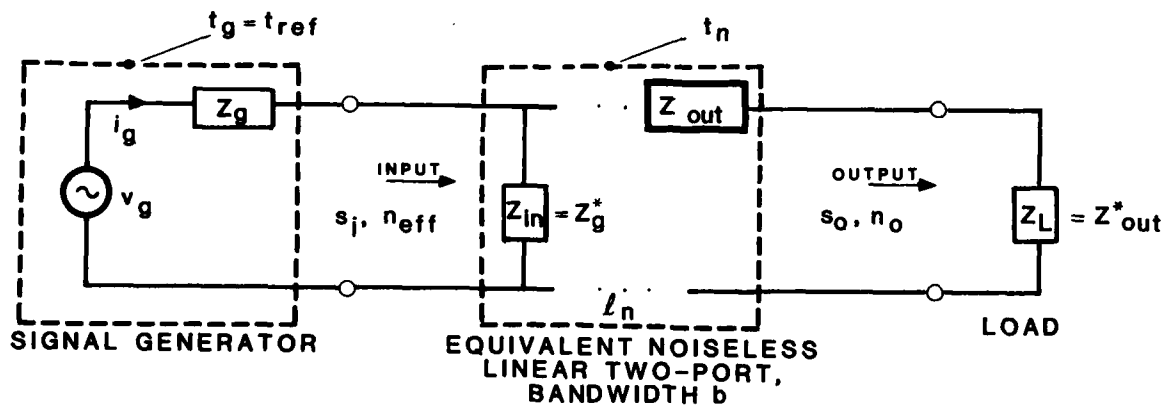 t_g = t_ref
t_n
i_g
Z_g
v_g
INPUT
s_i, n_eff
Z_in = Z_g^*
Z_out
OUTPUT
s_o, n_o
Z_L = Z^*_out
ℓ_n
SIGNAL GENERATOR
EQUIVALENT NOISELESS
LINEAR TWO-PORT,
BANDWIDTH b
LOAD